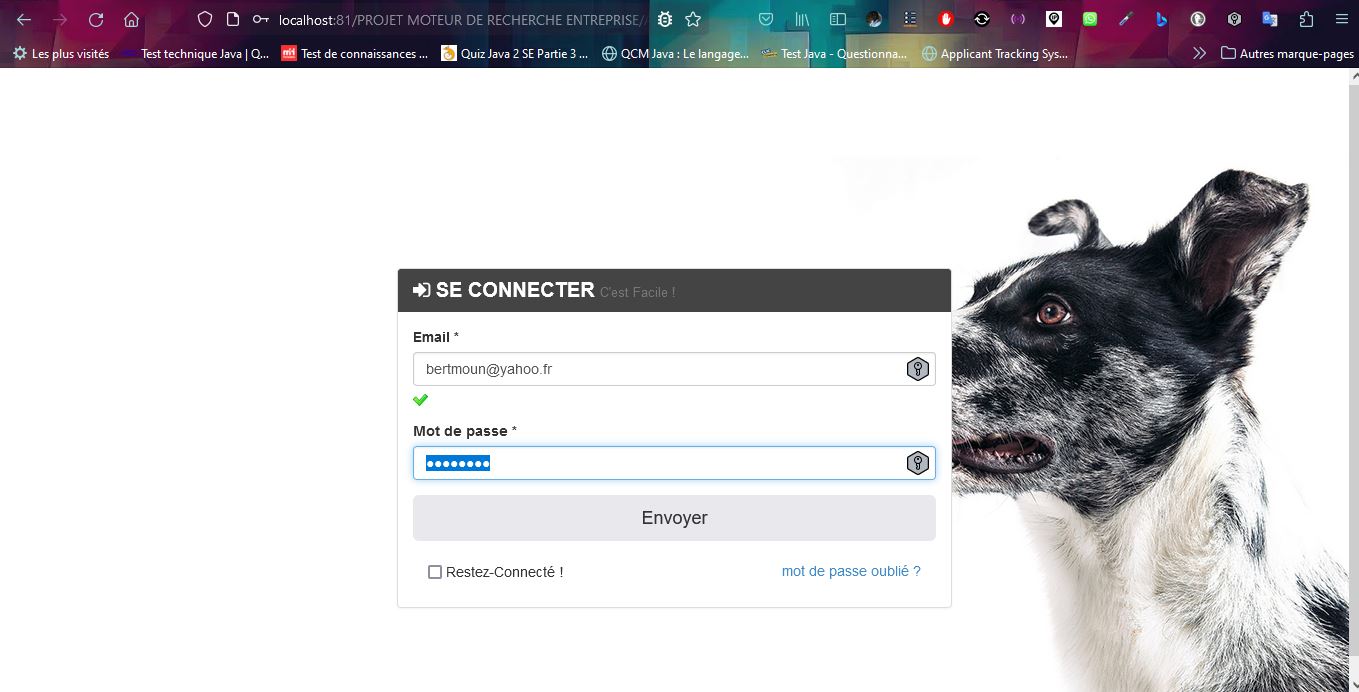 localhost:81/PROJET MOTEUR DE RECHERCHE ENTREPRISE//
Les plus visités Test technique Java | Q... Test de connaissances ... Quiz Java 2 SE Partie 3 ... QCM Java : Le langage... Test Java - Questionna... Applicant Tracking Sys... Autres marque-pages
SE CONNECTER C'est Facile !
Email *
bertmoun@yahoo.fr
Mot de passe *
••••••••
Envoyer
Restez-Connecté ! mot de passe oublié ?